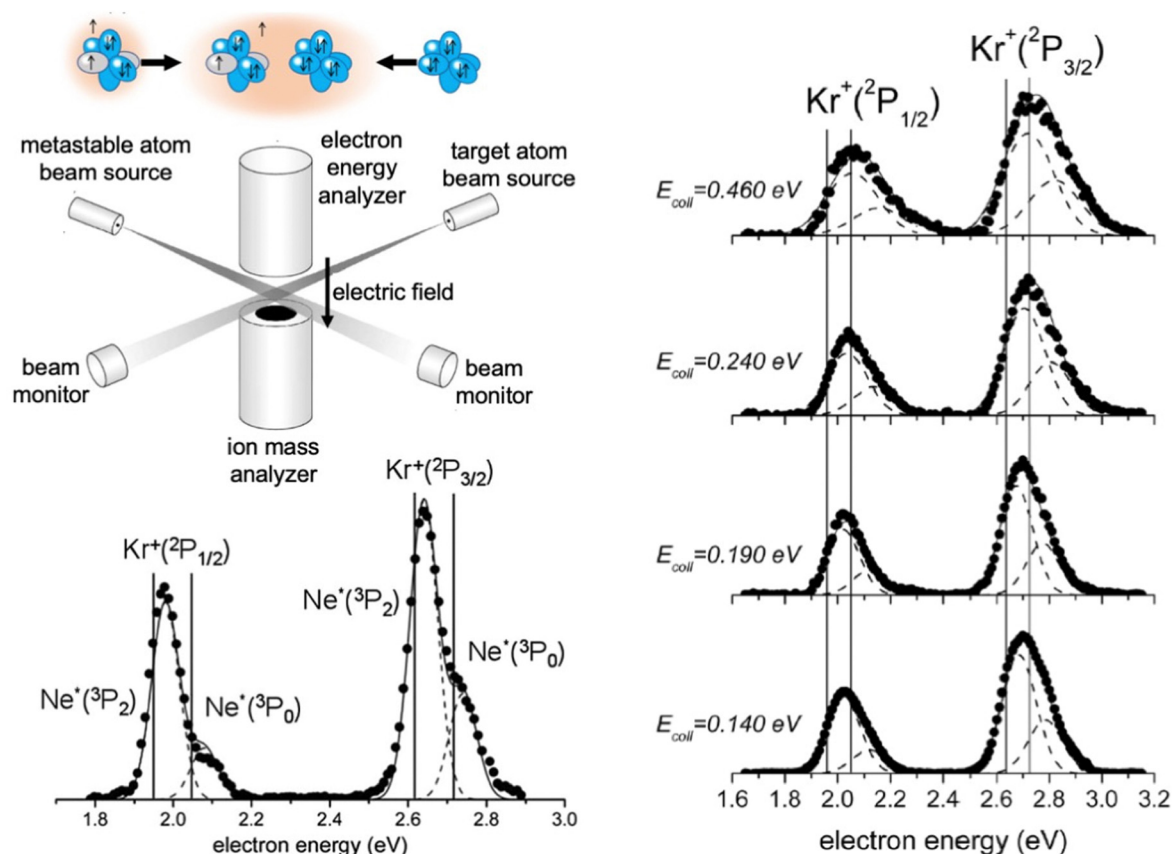 metastable atom
beam source
electron
energy
analyzer
target atom
beam source
electric field
beam
monitor
beam
monitor
ion mass
analyzer
Kr⁺(²P₃/₂)
Kr⁺(²P₁/₂)
Ne*(³P₂)
Ne*(³P₀)
Ne*(³P₂)
Ne*(³P₀)
1.8 2.0 2.2 2.4 2.6 2.8 3.0
electron energy (eV)
Kr⁺(²P₃/₂)
Kr⁺(²P₁/₂)
E_coll=0.460 eV
E_coll=0.240 eV
E_coll=0.190 eV
E_coll=0.140 eV
1.6 1.8 2.0 2.2 2.4 2.6 2.8 3.0 3.2
electron energy (eV)